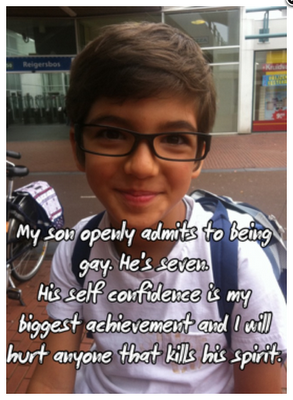 Reigersbos
My son openly admits to being
gay. He's seven.
His self confidence is my
biggest achievement and I will
hurt anyone that kills his spirit.